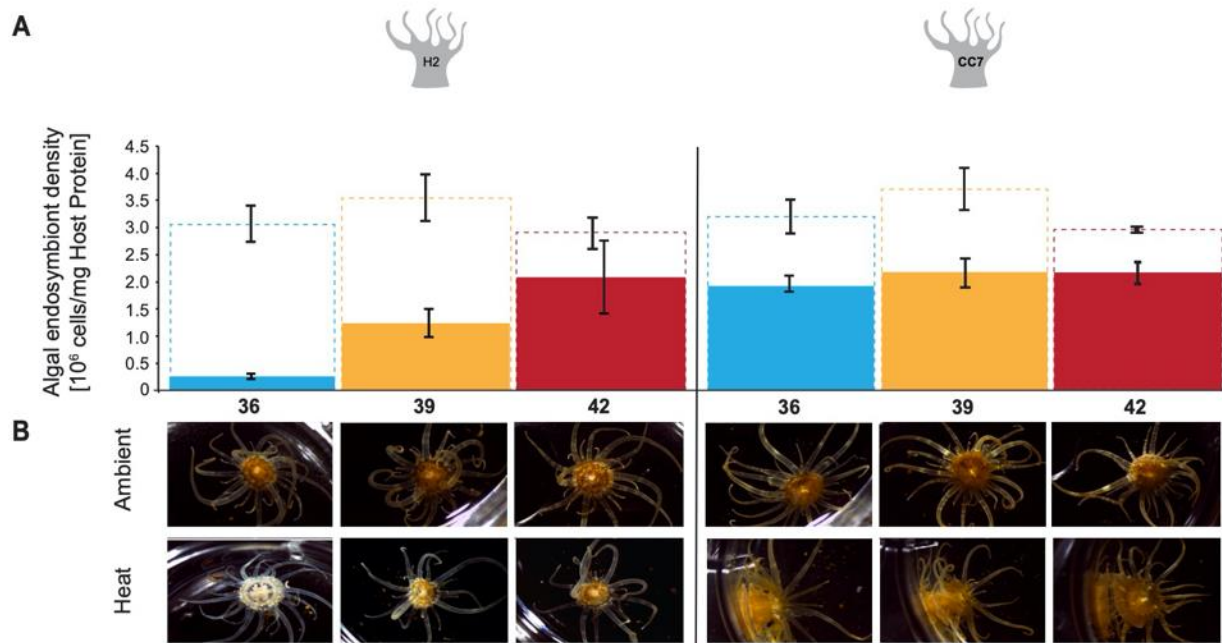 A
H2
CC7
Algal endosymbiont density
[10⁶ cells/mg Host Protein]
4.5
4.0
3.5
3.0
2.5
2.0
1.5
1.0
0.5
0
36 39 42 36 39 42
B
Ambient
Heat